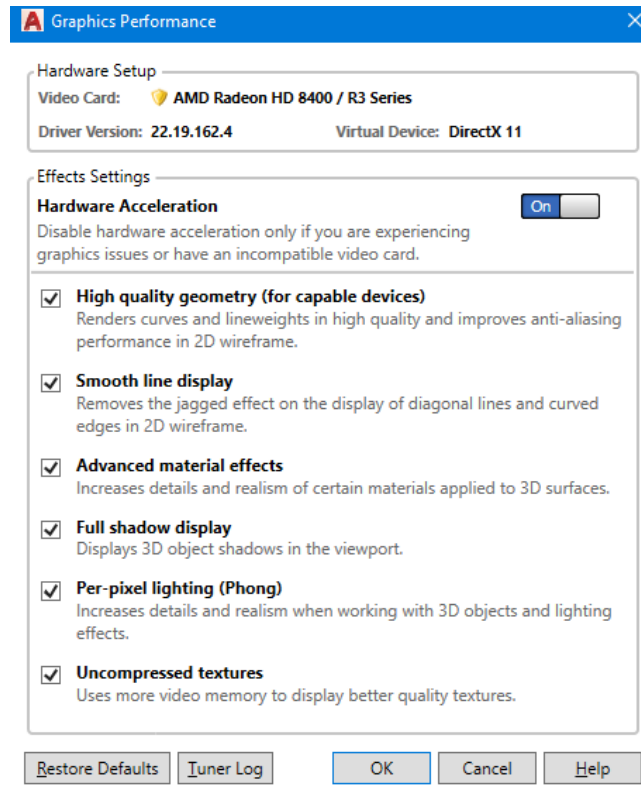 Graphics Performance
Hardware Setup
Video Card: AMD Radeon HD 8400 / R3 Series
Driver Version: 22.19.162.4 Virtual Device: DirectX 11
Effects Settings
Hardware Acceleration On
Disable hardware acceleration only if you are experiencing
graphics issues or have an incompatible video card.
High quality geometry (for capable devices)
Renders curves and lineweights in high quality and improves anti-aliasing
performance in 2D wireframe.
Smooth line display
Removes the jagged effect on the display of diagonal lines and curved
edges in 2D wireframe.
Advanced material effects
Increases details and realism of certain materials applied to 3D surfaces.
Full shadow display
Displays 3D object shadows in the viewport.
Per-pixel lighting (Phong)
Increases details and realism when working with 3D objects and lighting
effects.
Uncompressed textures
Uses more video memory to display better quality textures.
Restore Defaults Tuner Log OK Cancel Help